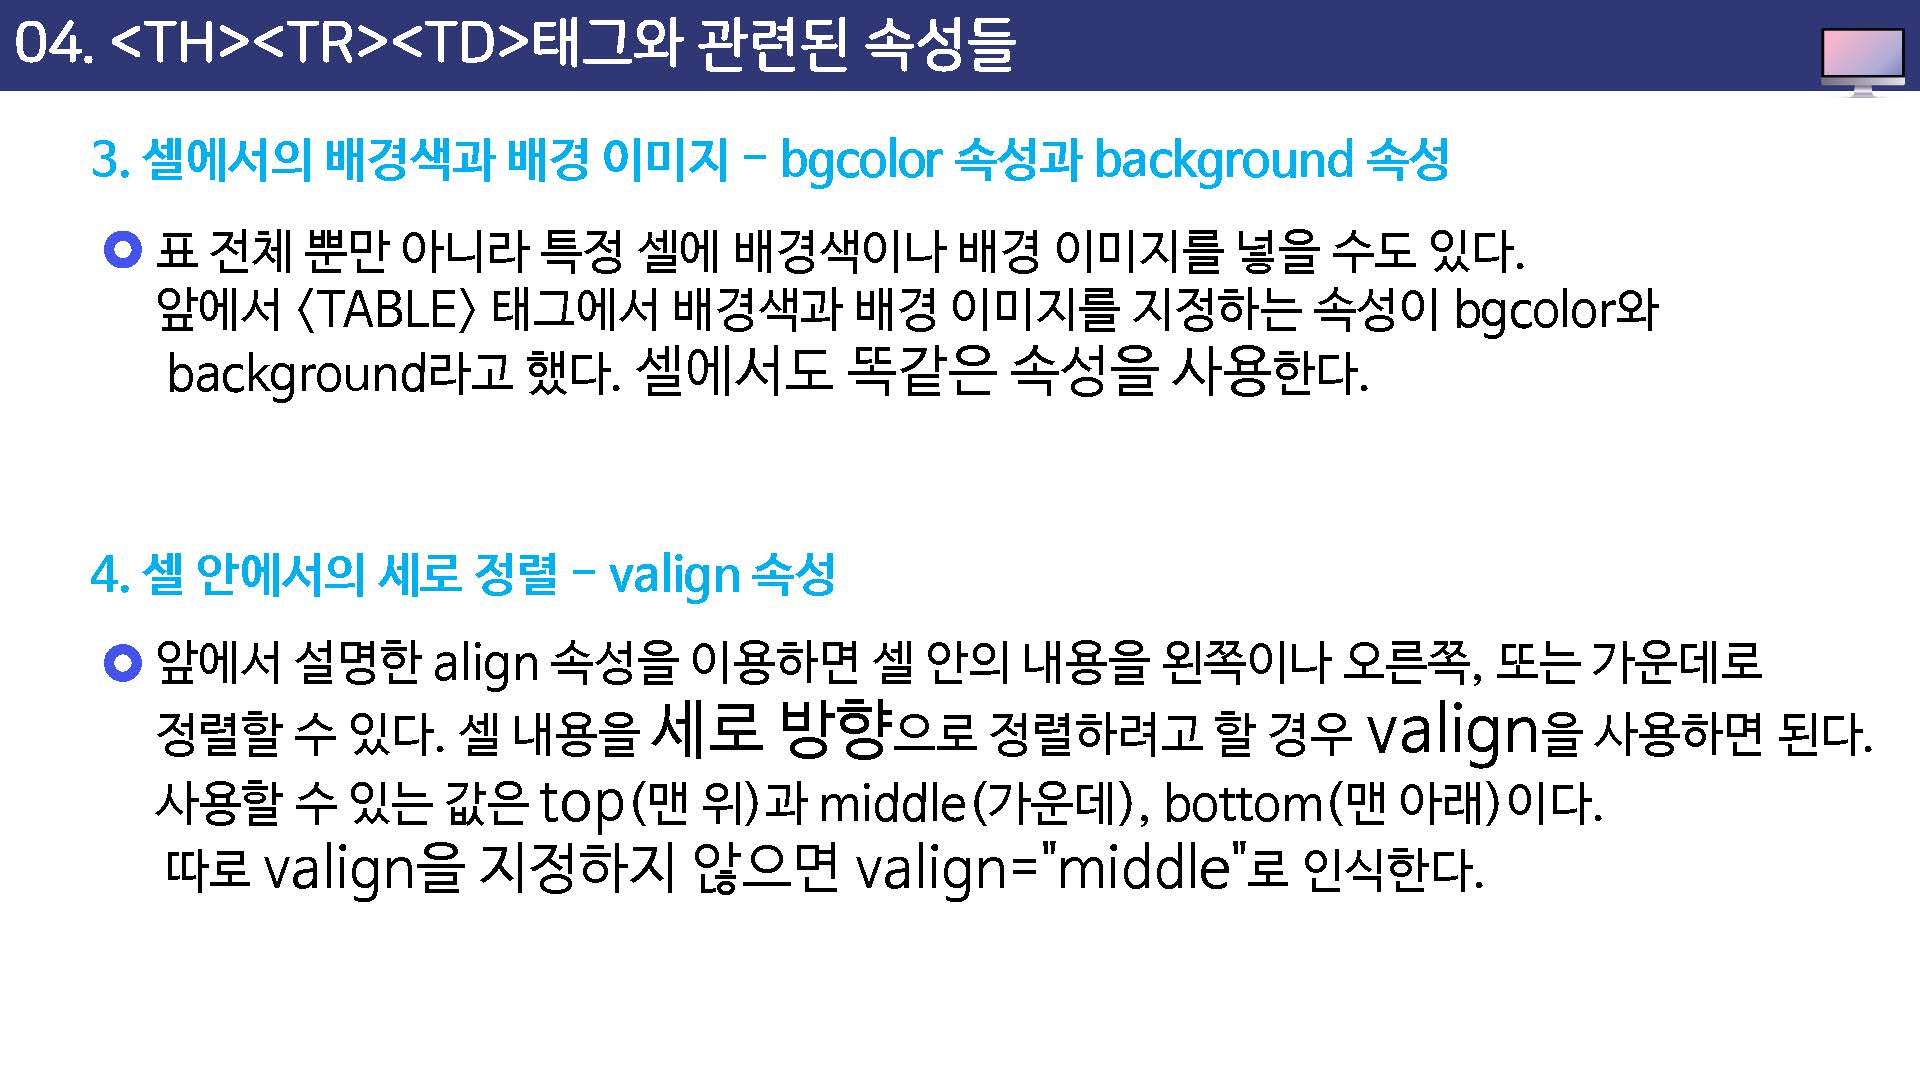 04. <TH><TR><TD>태그와 관련된 속성들
3. 셀에서의 배경색과 배경 이미지 – bgcolor 속성과 background 속성
표 전체 뿐만 아니라 특정 셀에 배경색이나 배경 이미지를 넣을 수도 있다.
앞에서 〈TABLE〉 태그에서 배경색과 배경 이미지를 지정하는 속성이 bgcolor와
background라고 했다. 셀에서도 똑같은 속성을 사용한다.
4. 셀 안에서의 세로 정렬 – valign 속성
앞에서 설명한 align 속성을 이용하면 셀 안의 내용을 왼쪽이나 오른쪽, 또는 가운데로
정렬할 수 있다. 셀 내용을 세로 방향으로 정렬하려고 할 경우 valign을 사용하면 된다.
사용할 수 있는 값은 top(맨 위)과 middle(가운데), bottom(맨 아래)이다.
따로 valign을 지정하지 않으면 valign="middle"로 인식한다.